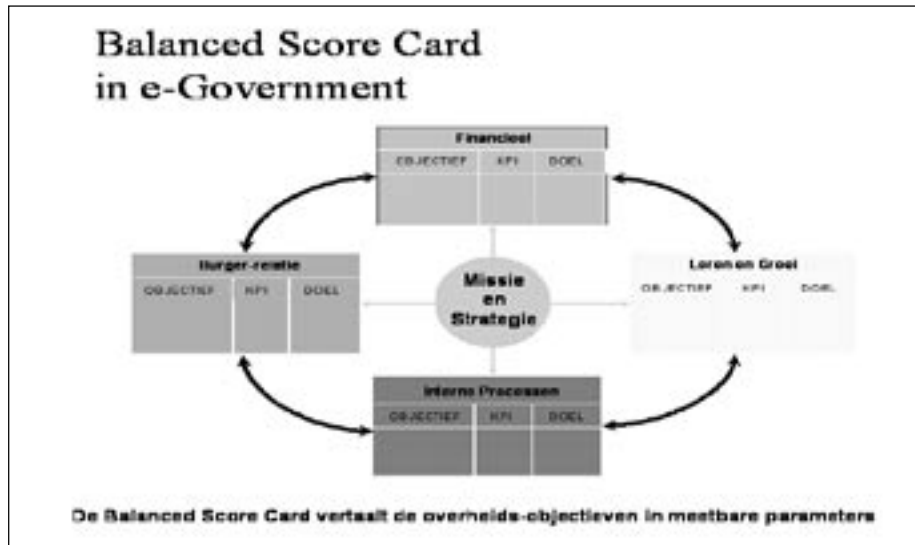 Balanced Score Card
in e-Government
Financieel
OBJECTIEF KPI DOEL
Burger-relatie
OBJECTIEF KPI DOEL
Missie
en
Strategie
Leren en Groei
OBJECTIEF KPI DOEL
Interne Processen
OBJECTIEF KPI DOEL
De Balanced Score Card vertaalt de overheids-objectieven in meetbare parameters